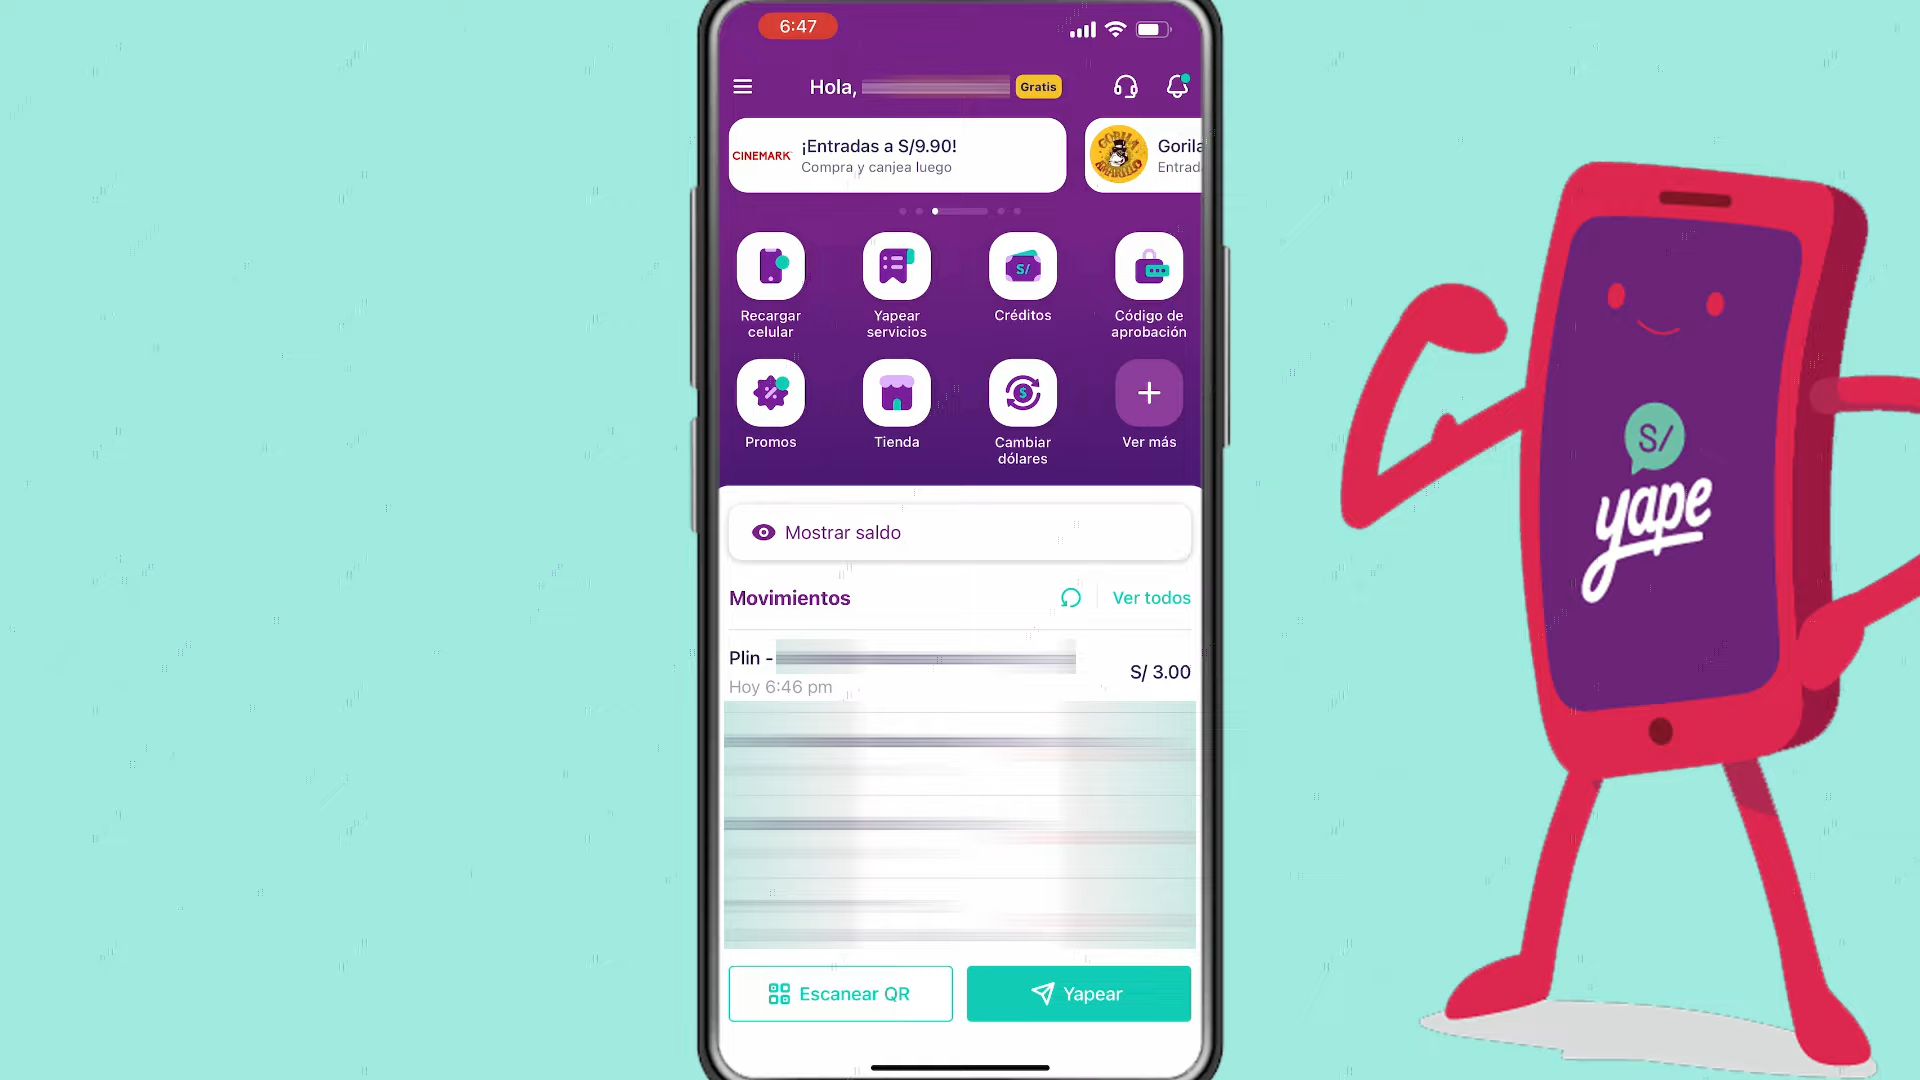 6:47
Hola,
Gratis
CINEMARK
¡Entradas a S/9.90!
Compra y canjea luego
GORILA
AMARILLO
Gorila
Entrad
Recargar
celular
Yapear
servicios
S/
Créditos
Código de
aprobación
Promos
Tienda
$
Cambiar
dólares
Ver más
Mostrar saldo
Movimientos
Ver todos
Plin -
S/ 3.00
Hoy 6:46 pm
Escanear QR
Yapear
S/
yape